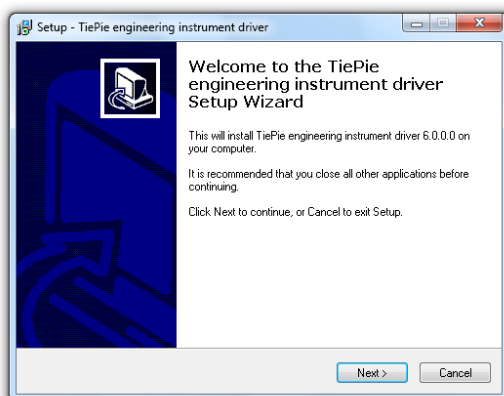 Setup - TiePie engineering instrument driver
Welcome to the TiePie
engineering instrument driver
Setup Wizard
This will install TiePie engineering instrument driver 6.0.0.0 on
your computer.
It is recommended that you close all other applications before
continuing.
Click Next to continue, or Cancel to exit Setup.
Next >
Cancel